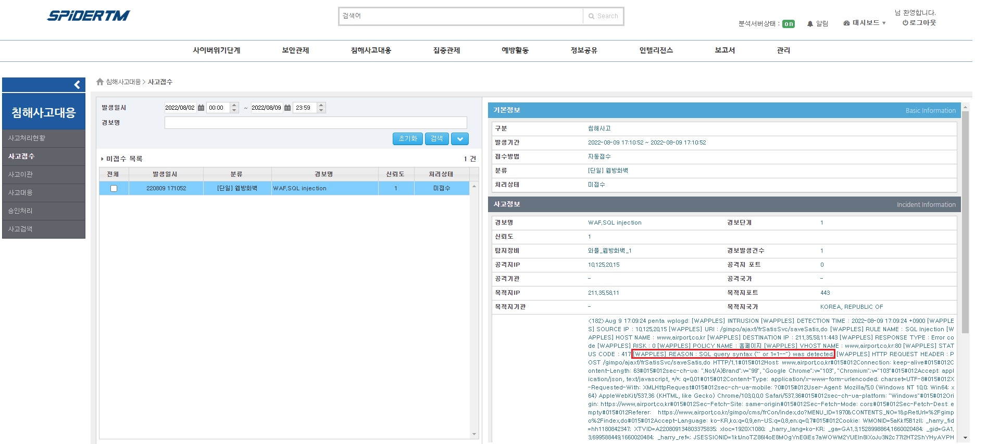 SPiDERTM
검색어
Search
님 환영합니다.
분석서버상태 : on 알림 대시보드 ▼ 로그아웃
사이버위기단계 보안관제 침해사고대응 집중관제 예방활동 정보공유 인텔리전스 보고서 관리
침해사고대응 > 사고접수
침해사고대응
사고처리현황
사고접수
사고이관
사고대응
승인처리
사고검색
발생일시 2022/08/02 00:00 ~ 2022/08/09 23:59
경보명
초기화 검색
미접수 목록 1 건
전체 발생일시 분류 경보명 신뢰도 처리상태
220809 171052 [단일] 웹방화벽 WAF,SQL injection 1 미접수
기본정보 Basic Information
구분 침해사고
발생기간 2022-08-09 17:10:52 ~ 2022-08-09 17:10:52
접수방법 자동접수
분류 [단일] 웹방화벽
처리상태 미접수
사고정보 Incident Information
경보명 WAF,SQL injection 경보단계 1
신뢰도 1
탐지장비 와플_웹방화벽_1 경보발생건수 1
공격지IP 10,125,20,15 공격지 포트 0
공격기관 - 공격국가 -
목적지IP 211,35,58,11 목적지포트 443
목적지기관 - 목적지국가 KOREA, REPUBLIC OF
<182>Aug 9 17:09:24 penta wplogd: [WAPPLES] INTRUSION [WAPPLES] DETECTION TIME : 2022-08-09 17:09:24 +0900 [WAPPLE
S] SOURCE IP : 10,125,20,15 [WAPPLES] URI : /gimpo/ajaxf/frSatisSvc/saveSatis,do [WAPPLES] RULE NAME : SQL Injection [W
APPLES] HOST NAME : www,airport,co,kr [WAPPLES] DESTINATION IP : 211,35,58,11:443 [WAPPLES] RESPONSE TYPE : Error co
de [WAPPLES] RISK : 0 [WAPPLES] POLICY NAME : 홈페이지 [WAPPLES] VHOST NAME : www,airport,co,kr:80 [WAPPLES] STAT
US CODE : 417 [WAPPLES] REASON : SQL query syntax ("' or 1=1--") was detected, [WAPPLES] HTTP REQUEST HEADER : P
OST /gimpo/ajaxf/frSatisSvc/saveSatis,do HTTP/1,1#015#012Host: www,airport,co,kr#015#012Connection: keep-alive#015#012C
ontent-Length: 63#015#012sec-ch-ua: ",Not/A)Brand";v="99", "Google Chrome";v="103", "Chromium";v="103"#015#012Accept: appl
ication/json, text/javascript, */*; q=0,01#015#012Content-Type: application/x-www-form-urlencoded; charset=UTF-8#015#012X
-Requested-With: XMLHttpRequest#015#012sec-ch-ua-mobile: ?0#015#012User-Agent: Mozilla/5,0 (Windows NT 10,0; Win64; x
64) AppleWebKit/537,36 (KHTML, like Gecko) Chrome/103,0,0,0 Safari/537,36#015#012sec-ch-ua-platform: "Windows"#015#012Ori
gin: https://www,airport,co,kr#015#012Sec-Fetch-Site: same-origin#015#012Sec-Fetch-Mode: cors#015#012Sec-Fetch-Dest: e
mpty#015#012Referer: https://www,airport,co,kr/gimpo/cms/frCon/index,do?MENU_ID=1970&CONTENTS_NO=1&pRetUrl=%2Fgimp
o%2Findex,do#015#012Accept-Language: ko-KR,ko;q=0,9,en-US;q=0,8,en;q=0,7#015#012Cookie: WMONID=5aKkf5B1zIl; _harry_fid
=hh1180842347; XTVID=A220809134803375835; xloc=1920X1080; _harry_lang=ko-KR; _ga=GA1,3,1528998864,1660020484; _gid=GA1,
3,699588449,1660020484; _harry_ref=; JSESSIONID=1ktJnoTZ86I4oE8MOgYnE0iEs7aWOWM2YUEIn8IXoJu3N2c77I2HT2ShYHyAVPH